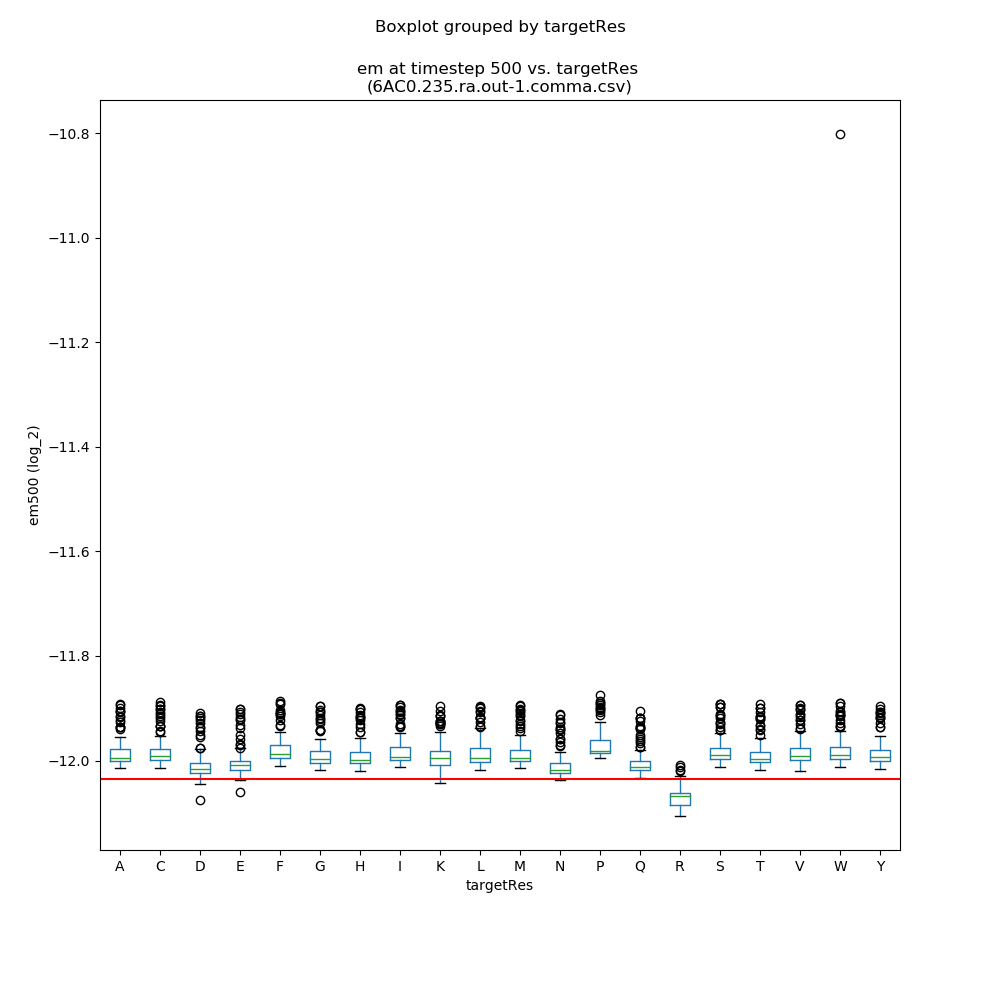 Boxplot grouped by targetRes
em at timestep 500 vs. targetRes
(6AC0.235.ra.out-1.comma.csv)
−10.8
−11.0
−11.2
−11.4
−11.6
−11.8
−12.0
em500 (log_2)
A C D E F G H I K L M N P Q R S T V W Y
targetRes